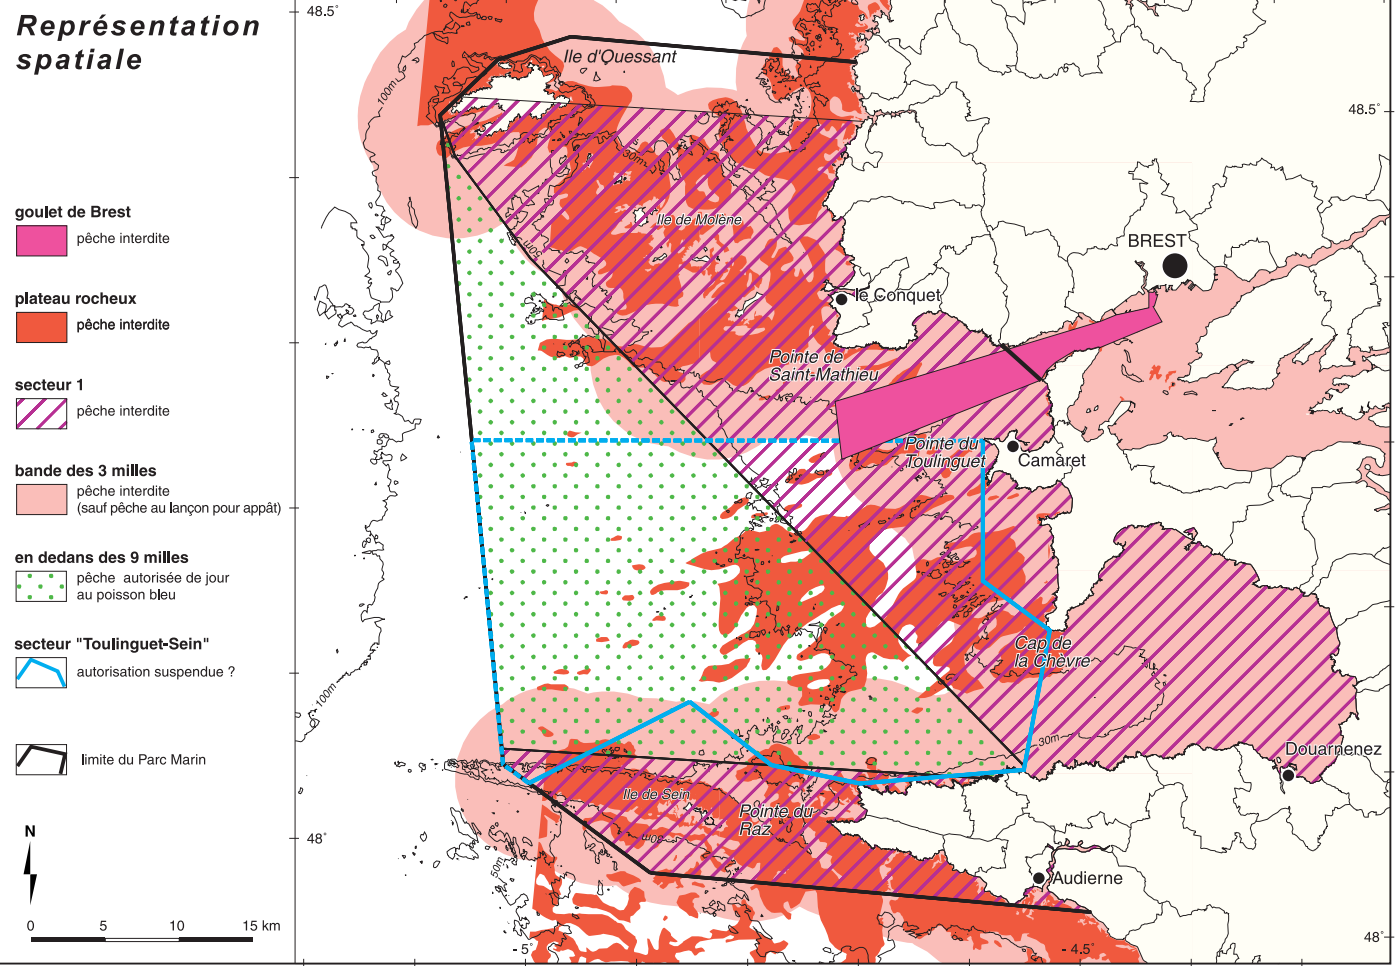 Représentation
spatiale
goulet de Brest
pêche interdite
plateau rocheux
pêche interdite
secteur 1
pêche interdite
bande des 3 milles
pêche interdite
(sauf pêche au lançon pour appât)
en dedans des 9 milles
pêche autorisée de jour
au poisson bleu
secteur "Toulinguet-Sein"
autorisation suspendue ?
limite du Parc Marin
N
0 5 10 15 km
48.5°
48.5°
100m
Ile d'Ouessant
30m
Ile de Molène
50m
BREST
le Conquet
Pointe de
Saint-Mathieu
Pointe du
Toulinguet
Camaret
Cap de
la Chèvre
100m
30m
Douarnenez
Ile de Sein
Pointe du
Raz
30m
48°
50m
Audierne
- 5°
- 4.5°
48°